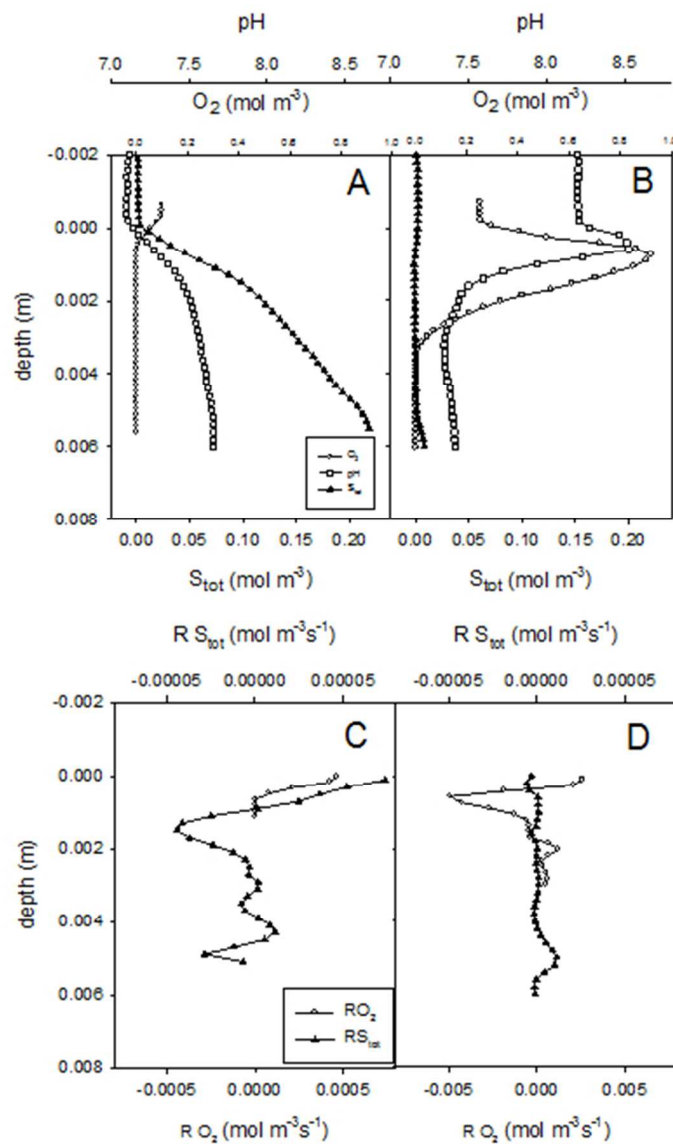 pH pH
7.0 7.5 8.0 8.5 7.0 7.5 8.0 8.5
O2 (mol m-3) O2 (mol m-3)
0.0 0.2 0.4 0.6 0.8 1.0 0.0 0.2 0.4 0.6 0.8 1.0
-0.002
A B
0.000
0.002
depth (m)
0.004
0.006
O2
pH
Stot
0.008
0.00 0.05 0.10 0.15 0.20 0.00 0.05 0.10 0.15 0.20
Stot (mol m-3) Stot (mol m-3)
R Stot (mol m-3s-1) R Stot (mol m-3s-1)
-0.00005 0.00000 0.00005 -0.00005 0.00000 0.00005
-0.002
C D
0.000
0.002
depth (m)
0.004
0.006
RO2
RStot
0.008
-0.0005 0.0000 0.0005 -0.005 0.000 0.005
R O2 (mol m-3s-1) R O2 (mol m-3s-1)